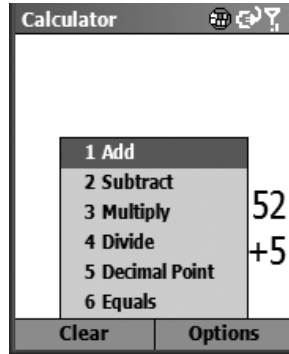 Calculator
1 Add
2 Subtract
3 Multiply
4 Divide
5 Decimal Point
6 Equals
52
+5
Clear
Options